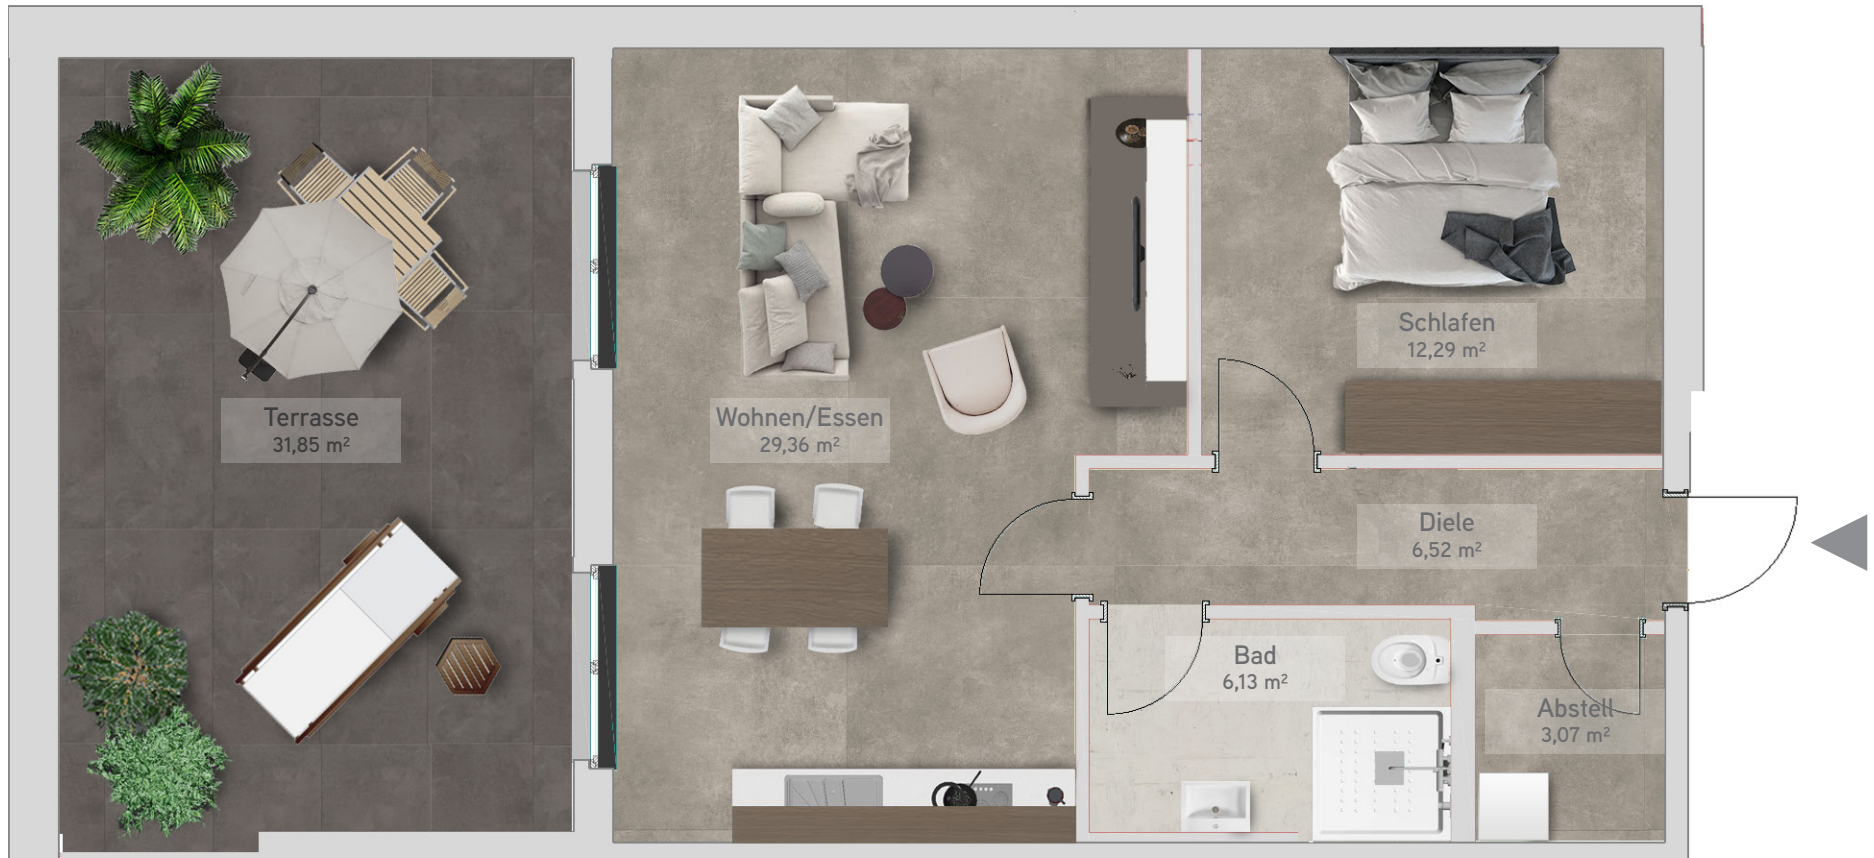 Terrasse
31,85 m²
Wohnen/Essen
29,36 m²
Schlafen
12,29 m²
Diele
6,52 m²
Bad
6,13 m²
Abstell
3,07 m²